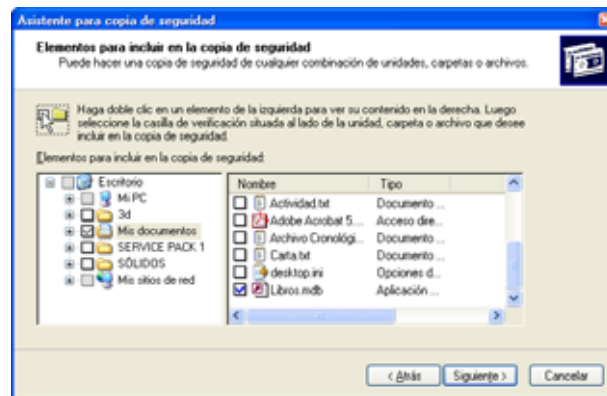 Asistente para copia de seguridad
Elementos para incluir en la copia de seguridad
Puede hacer una copia de seguridad de cualquier combinación de unidades, carpetas o archivos.
Haga doble clic en un elemento de la izquierda para ver su contenido en la derecha. Luego
seleccione la casilla de verificación situada al lado de la unidad, carpeta o archivo que desee
incluir en la copia de seguridad.
Elementos para incluir en la copia de seguridad:
Escritorio
Mi PC
3d
Mis documentos
SERVICE PACK 1
SÓLIDOS
Mis sitios de red
Nombre Tipo
Actividad.txt Documento ...
Adobe Acrobat 5.... Acceso dire...
Archivo Cronológi... Documento ...
Carta.txt Documento ...
desktop.ini Opciones d...
Libros.mdb Aplicación ...
< Atrás Siguiente > Cancelar